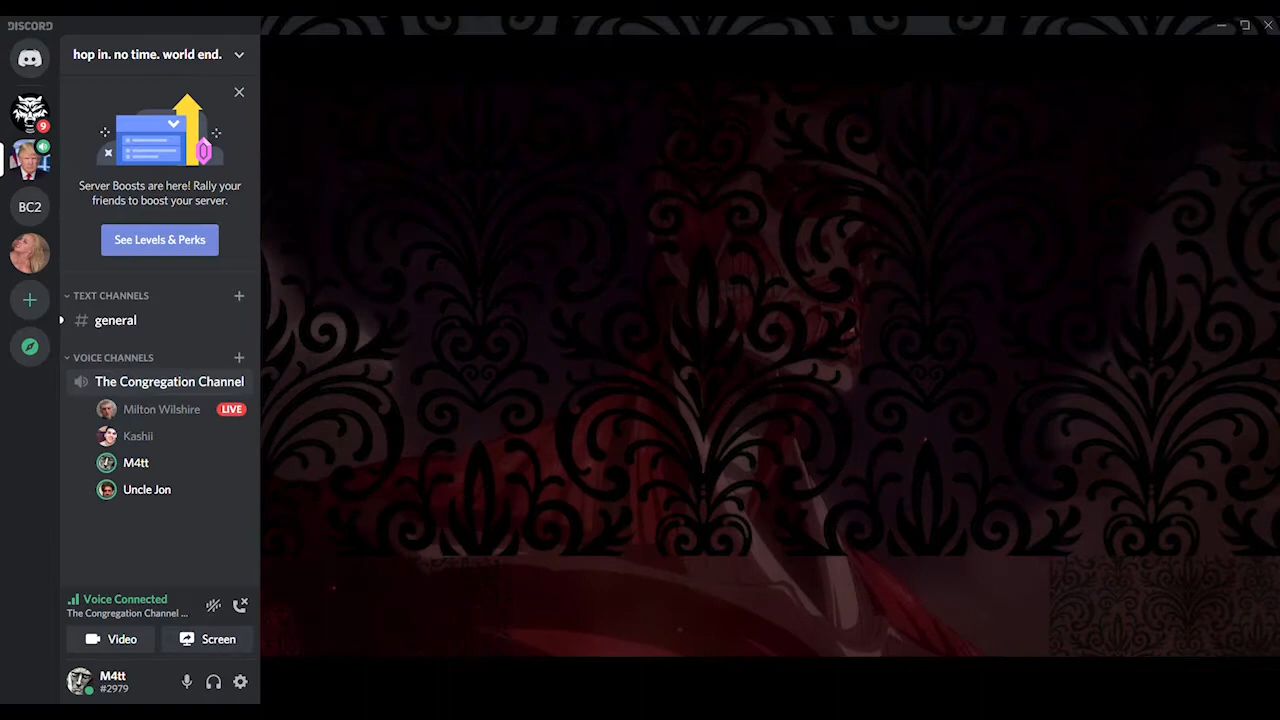 DISCORD
hop in. no time. world end.
9
BC2
Server Boosts are here! Rally your
friends to boost your server.
See Levels & Perks
TEXT CHANNELS
# general
VOICE CHANNELS
The Congregation Channel
Milton Wilshire LIVE
Kashii
M4tt
Uncle Jon
Voice Connected
The Congregation Channel ...
Video
Screen
M4tt
#2979